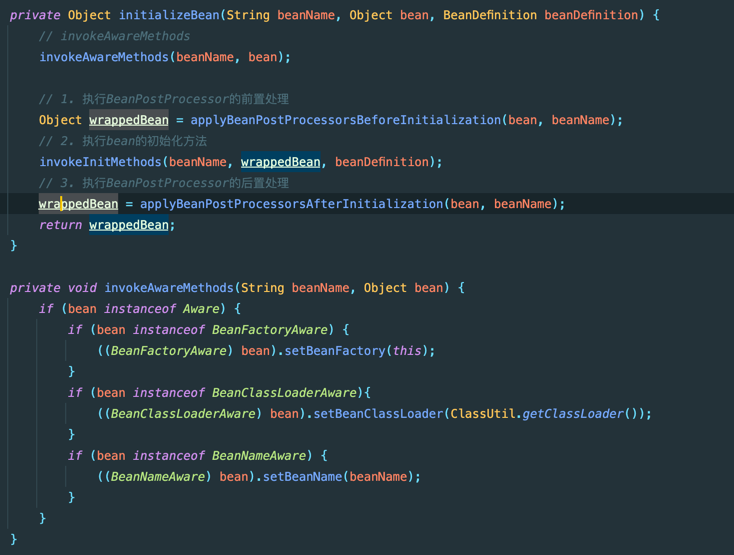 private Object initializeBean(String beanName, Object bean, BeanDefinition beanDefinition) {
// invokeAwareMethods
invokeAwareMethods(beanName, bean);
// 1. 执行BeanPostProcessor的前置处理
Object wrappedBean = applyBeanPostProcessorsBeforeInitialization(bean, beanName);
// 2. 执行bean的初始化方法
invokeInitMethods(beanName, wrappedBean, beanDefinition);
// 3. 执行BeanPostProcessor的后置处理
wrappedBean = applyBeanPostProcessorsAfterInitialization(bean, beanName);
return wrappedBean;
}
private void invokeAwareMethods(String beanName, Object bean) {
if (bean instanceof Aware) {
if (bean instanceof BeanFactoryAware) {
((BeanFactoryAware) bean).setBeanFactory(this);
}
if (bean instanceof BeanClassLoaderAware){
((BeanClassLoaderAware) bean).setBeanClassLoader(ClassUtil.getClassLoader());
}
if (bean instanceof BeanNameAware) {
((BeanNameAware) bean).setBeanName(beanName);
}
}
}